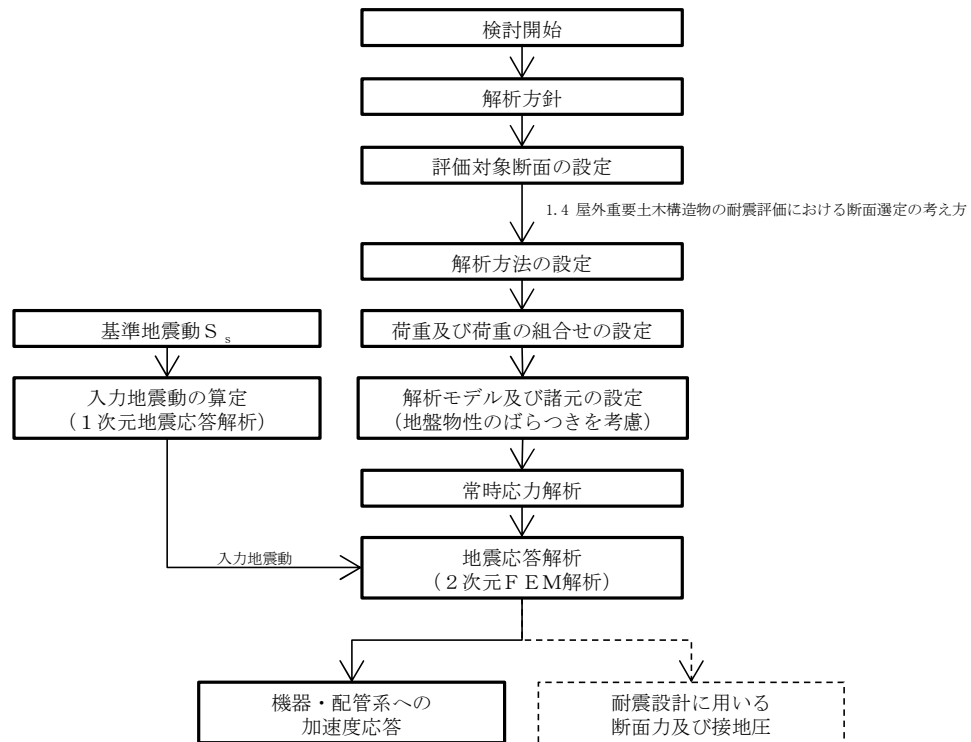 検討開始
解析方針
評価対象断面の設定
1.4 屋外重要土木構造物の耐震評価における断面選定の考え方
解析方法の設定
基準地震動Ｓs
荷重及び荷重の組合せの設定
入力地震動の算定
（１次元地震応答解析）
解析モデル及び諸元の設定
（地盤物性のばらつきを考慮）
常時応力解析
入力地震動
地震応答解析
（２次元ＦＥＭ解析）
機器・配管系への
加速度応答
耐震設計に用いる
断面力及び接地圧